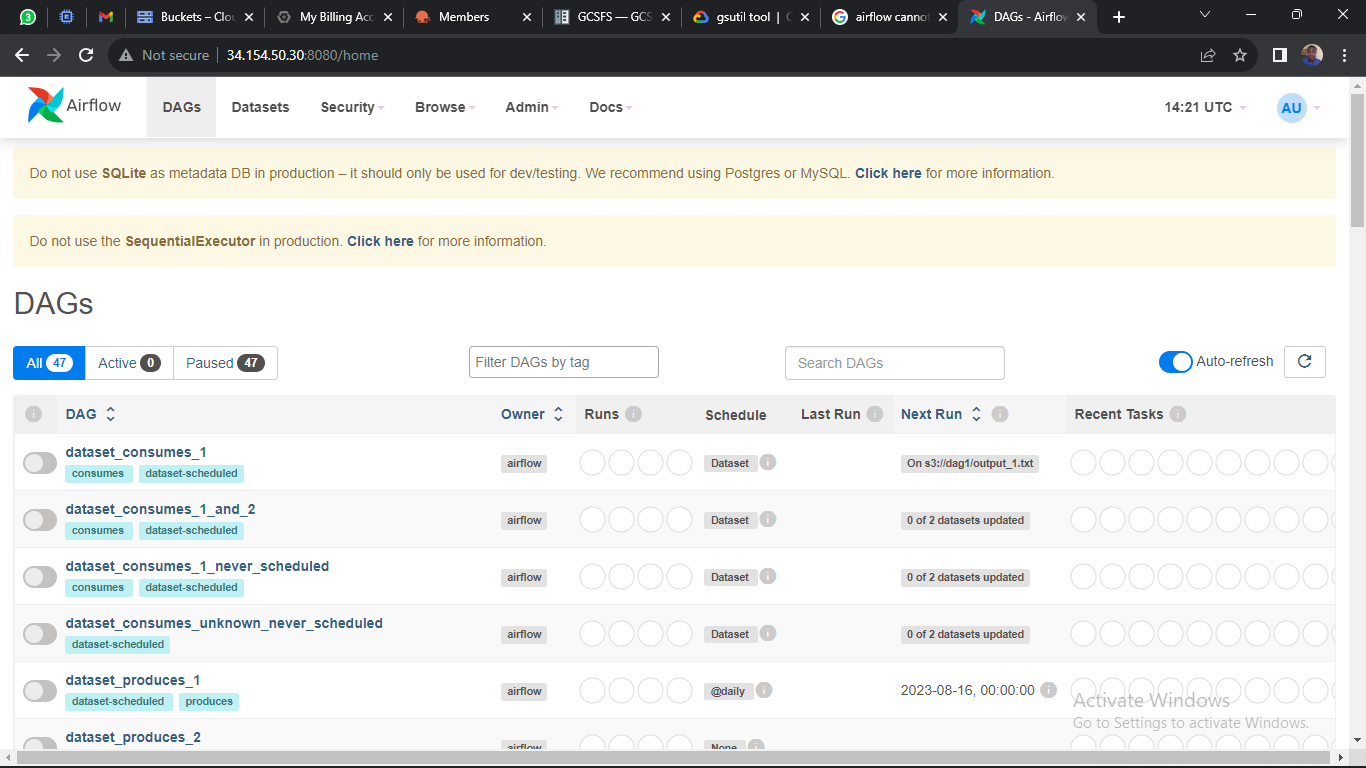 3
Buckets – Clou
My Billing Acc
Members
GCSFS — GCS
gsutil tool | C
airflow cannot
DAGs - Airflow
Not secure 34.154.50.30:8080/home
Airflow DAGs Datasets Security Browse Admin Docs 14:21 UTC AU
Do not use SQLite as metadata DB in production – it should only be used for dev/testing. We recommend using Postgres or MySQL. Click here for more information.
Do not use the SequentialExecutor in production. Click here for more information.
DAGs
All 47 Active 0 Paused 47 Filter DAGs by tag Search DAGs Auto-refresh
DAG Owner Runs Schedule Last Run Next Run Recent Tasks
dataset_consumes_1
consumes dataset-scheduled
airflow Dataset On s3://dag1/output_1.txt
dataset_consumes_1_and_2
consumes dataset-scheduled
airflow Dataset 0 of 2 datasets updated
dataset_consumes_1_never_scheduled
consumes dataset-scheduled
airflow Dataset 0 of 2 datasets updated
dataset_consumes_unknown_never_scheduled
dataset-scheduled
airflow Dataset 0 of 2 datasets updated
dataset_produces_1
dataset-scheduled produces
airflow @daily 2023-08-16, 00:00:00
dataset_produces_2
airflow None
Activate Windows
Go to Settings to activate Windows.